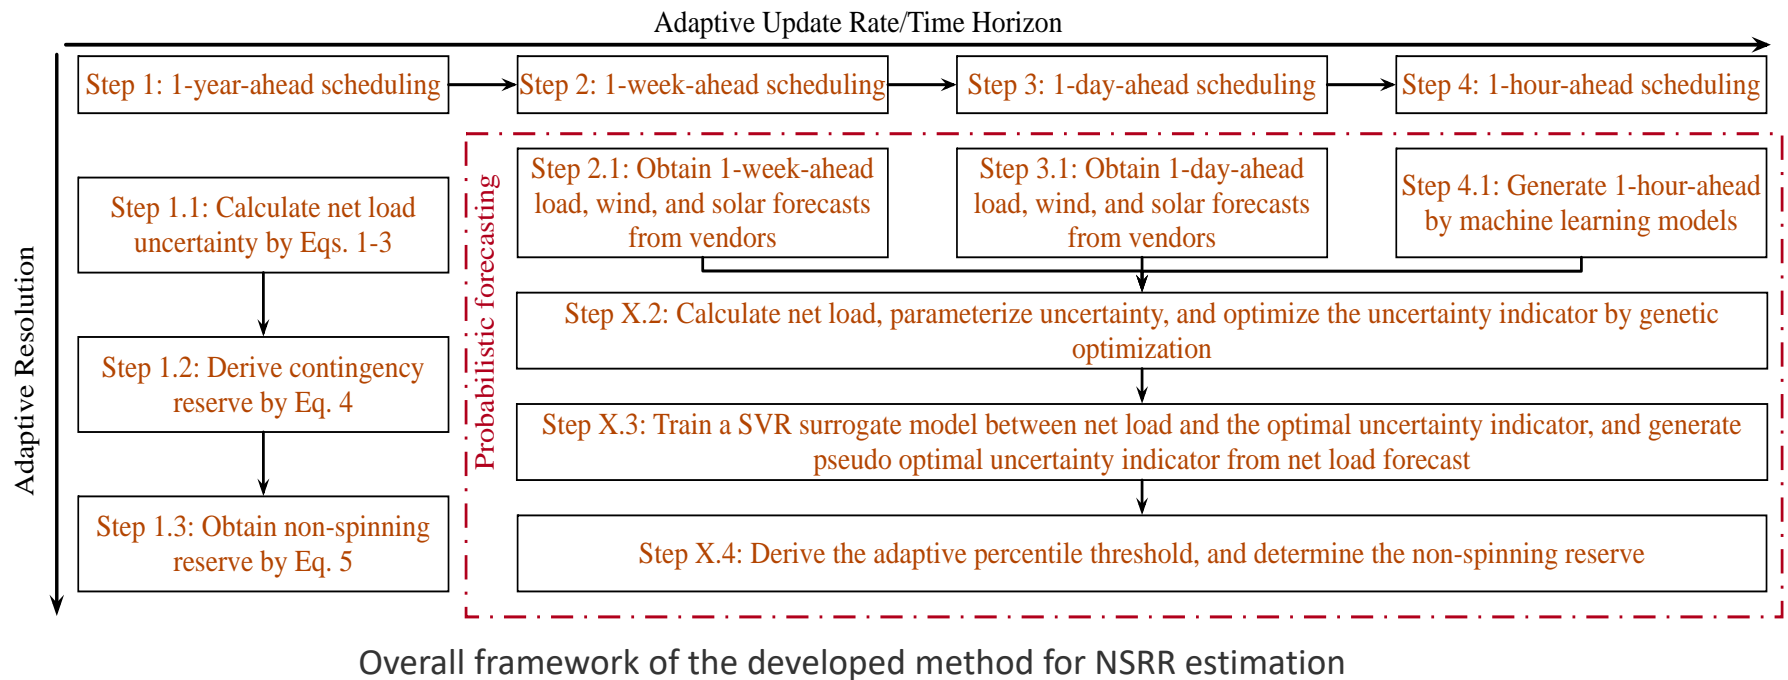 Adaptive Update Rate/Time Horizon
Step 1: 1-year-ahead scheduling
Step 2: 1-week-ahead scheduling
Step 3: 1-day-ahead scheduling
Step 4: 1-hour-ahead scheduling
Adaptive Resolution
Step 1.1: Calculate net load
uncertainty by Eqs. 1-3
Step 1.2: Derive contingency
reserve by Eq. 4
Step 1.3: Obtain non-spinning
reserve by Eq. 5
Probabilistic forecasting
Step 2.1: Obtain 1-week-ahead
load, wind, and solar forecasts
from vendors
Step 3.1: Obtain 1-day-ahead
load, wind, and solar forecasts
from vendors
Step 4.1: Generate 1-hour-ahead
by machine learning models
Step X.2: Calculate net load, parameterize uncertainty, and optimize the uncertainty indicator by genetic
optimization
Step X.3: Train a SVR surrogate model between net load and the optimal uncertainty indicator, and generate
pseudo optimal uncertainty indicator from net load forecast
Step X.4: Derive the adaptive percentile threshold, and determine the non-spinning reserve
Overall framework of the developed method for NSRR estimation